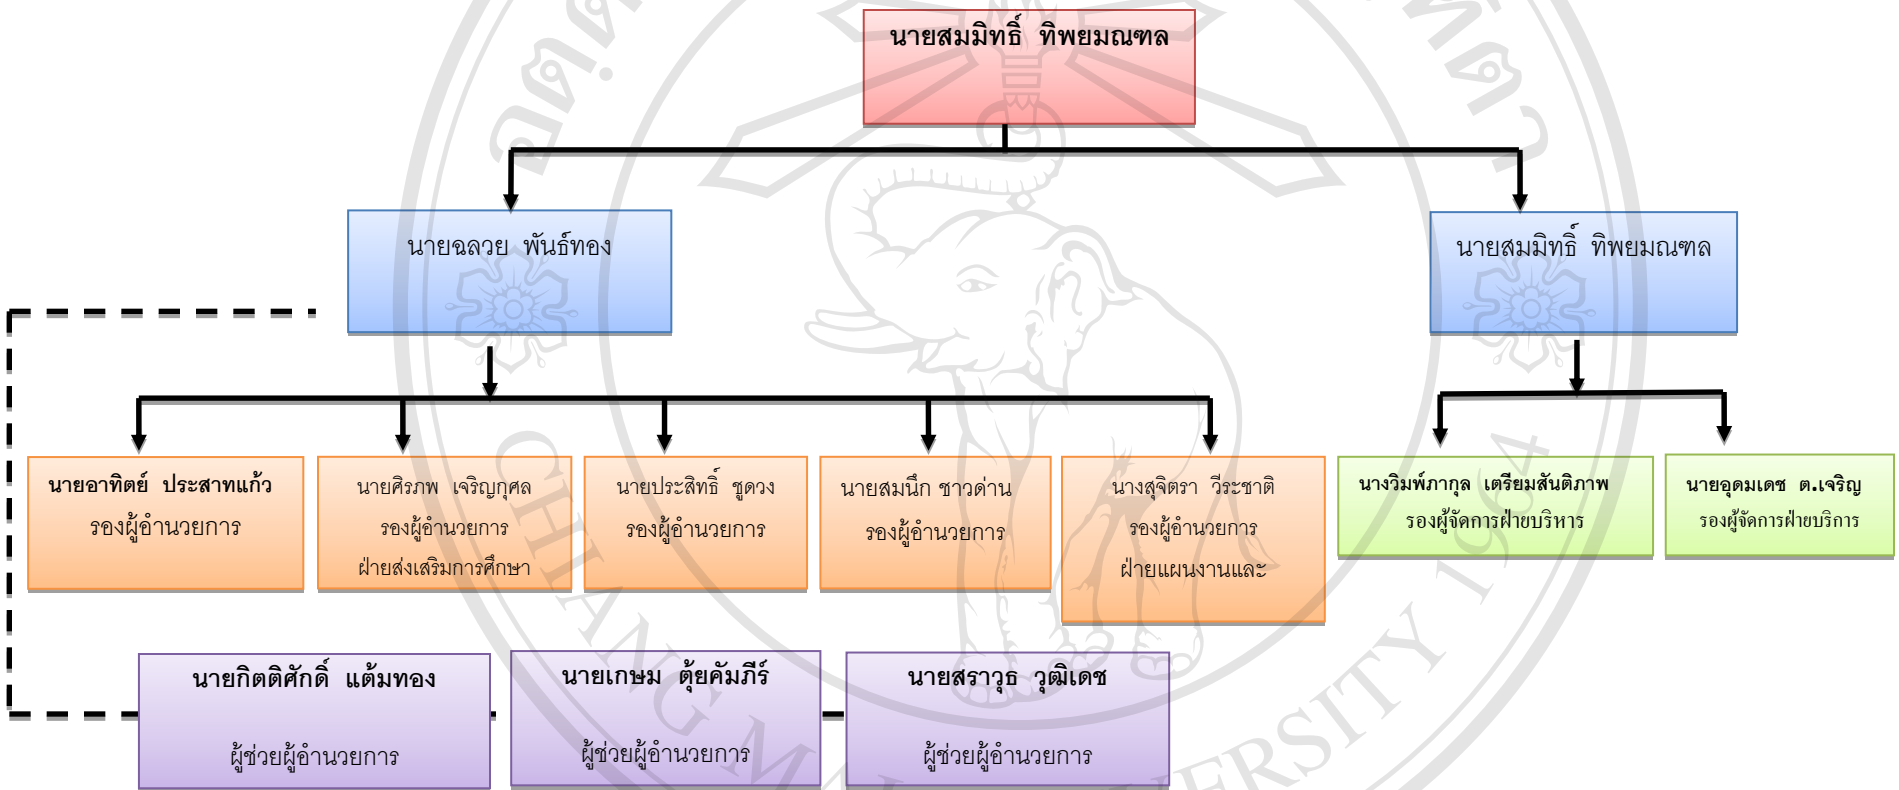 นายสมมิทธิ์ ทิพยมณฑล
นายฉลวย พันธ์ทอง
นายสมมิทธิ์ ทิพยมณฑล
นายอาทิตย์ ประสาทแก้ว
รองผู้อำนวยการ
นายศิรภพ เจริญกุศล
รองผู้อำนวยการ
ฝ่ายส่งเสริมการศึกษา
นายประสิทธิ์ ชูดวง
รองผู้อำนวยการ
นายสมนึก ชาวด่าน
รองผู้อำนวยการ
นางสุจิตรา วีระชาติ
รองผู้อำนวยการ
ฝ่ายแผนงานและ
นางวิมพ์ภากุล เตรียมสันติภาพ
รองผู้จัดการฝ่ายบริหาร
นายอุดมเดช ต.เจริญ
รองผู้จัดการฝ่ายบริการ
นายกิตติศักดิ์ แต้มทอง
ผู้ช่วยผู้อำนวยการ
นายเกษม ตุ้ยคัมภีร์
ผู้ช่วยผู้อำนวยการ
นายสราวุธ วุฒิเดช
ผู้ช่วยผู้อำนวยการ
CHIANG
1964